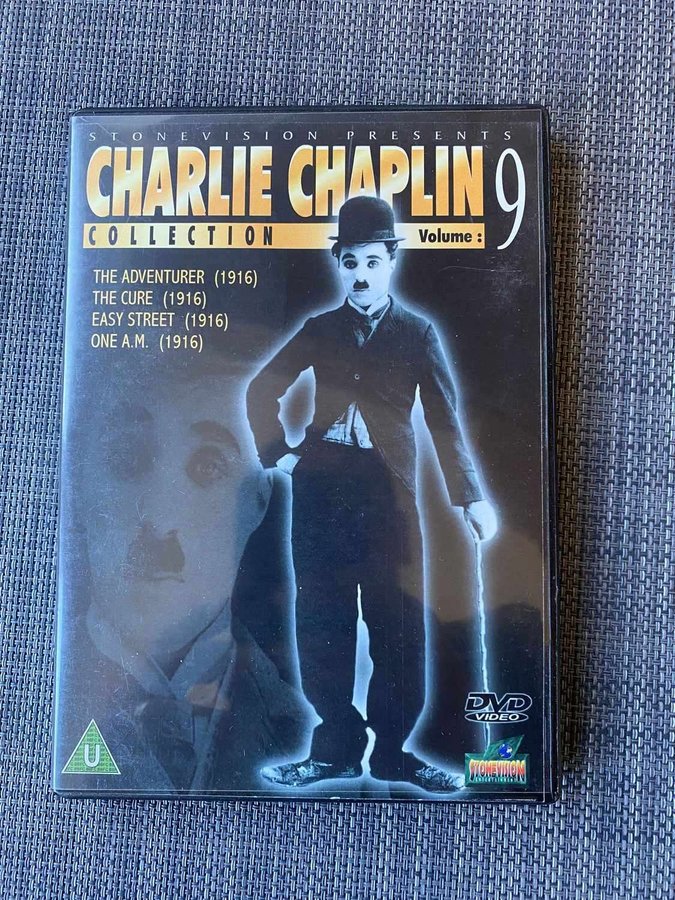 STONEVISION PRESENTS
CHARLIE CHAPLIN 9
COLLECTION Volume :
THE ADVENTURER (1916)
THE CURE (1916)
EASY STREET (1916)
ONE A.M. (1916)
DVD
VIDEO
U
STONEVISION
ENTERTAINMENT